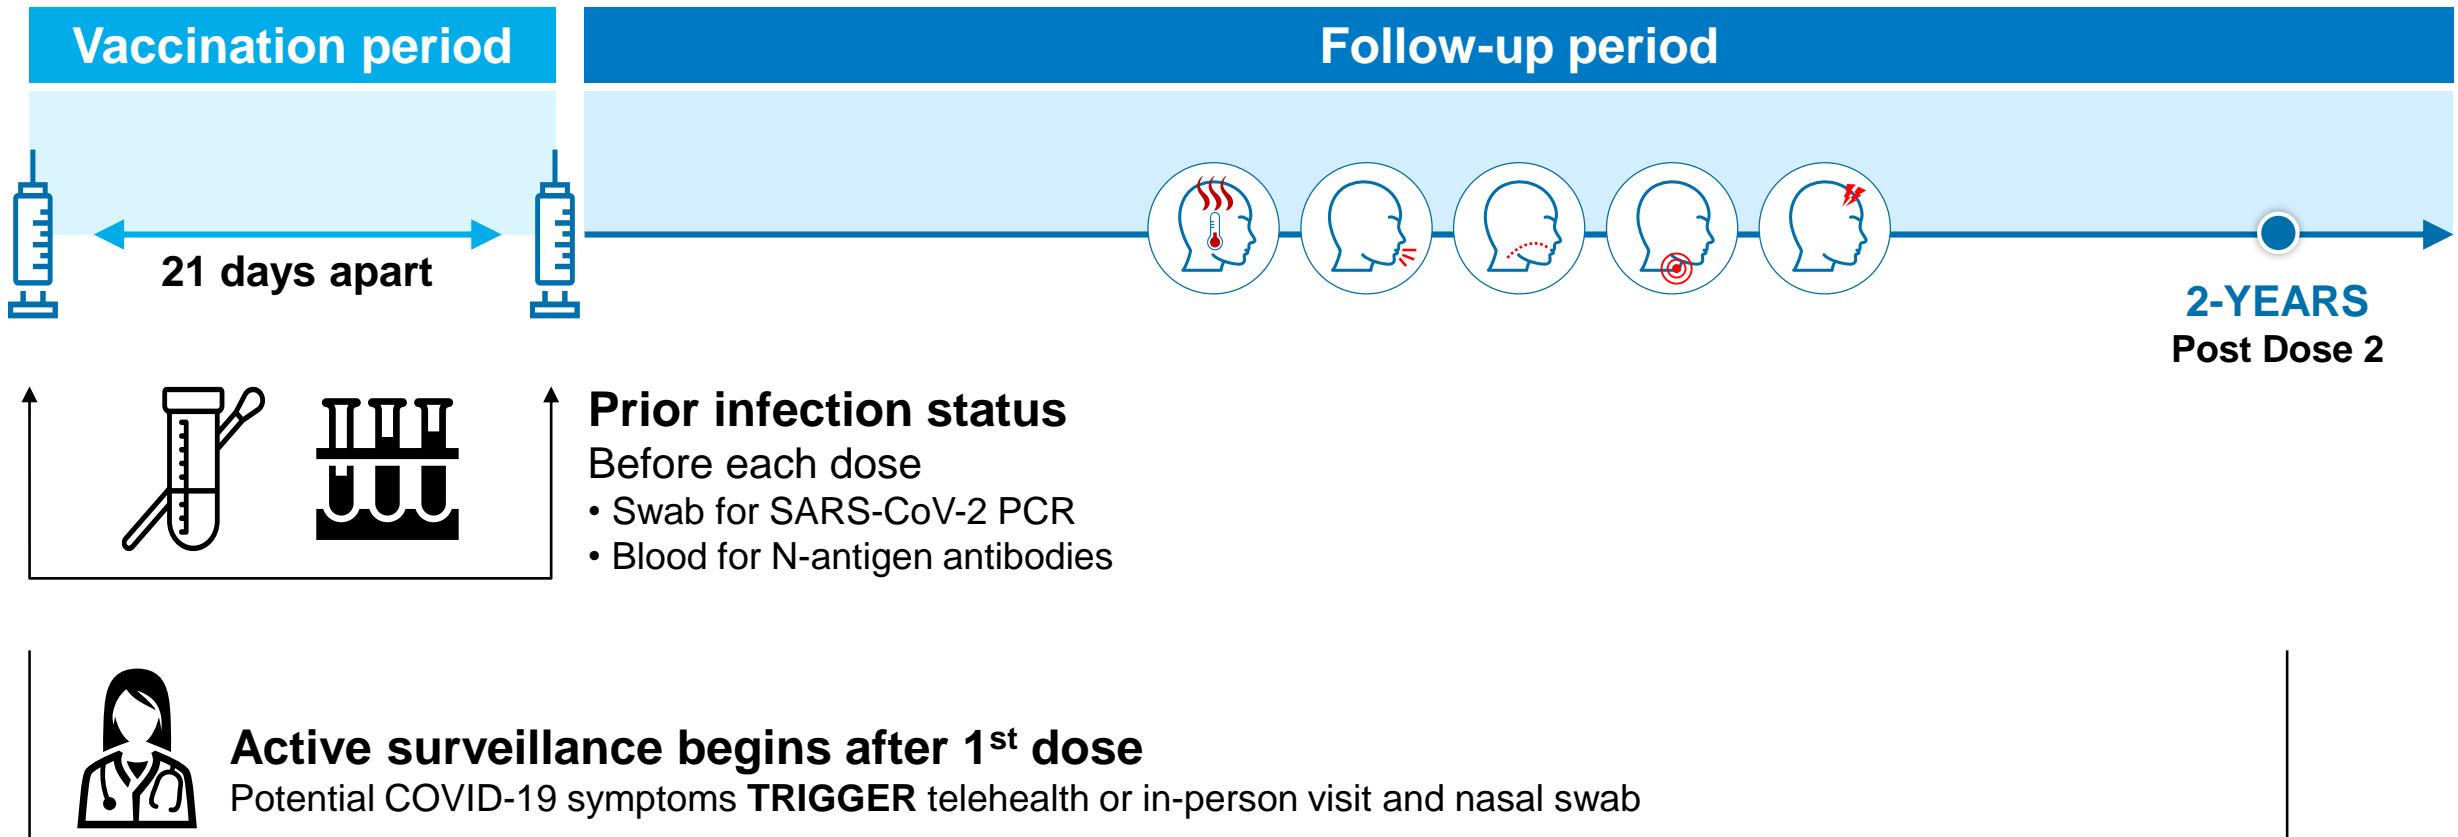 Vaccination period
Follow-up period
21 days apart
2-YEARS
Post Dose 2
Prior infection status
Before each dose
• Swab for SARS-CoV-2 PCR
• Blood for N-antigen antibodies
Active surveillance begins after 1st dose
Potential COVID-19 symptoms TRIGGER telehealth or in-person visit and nasal swab